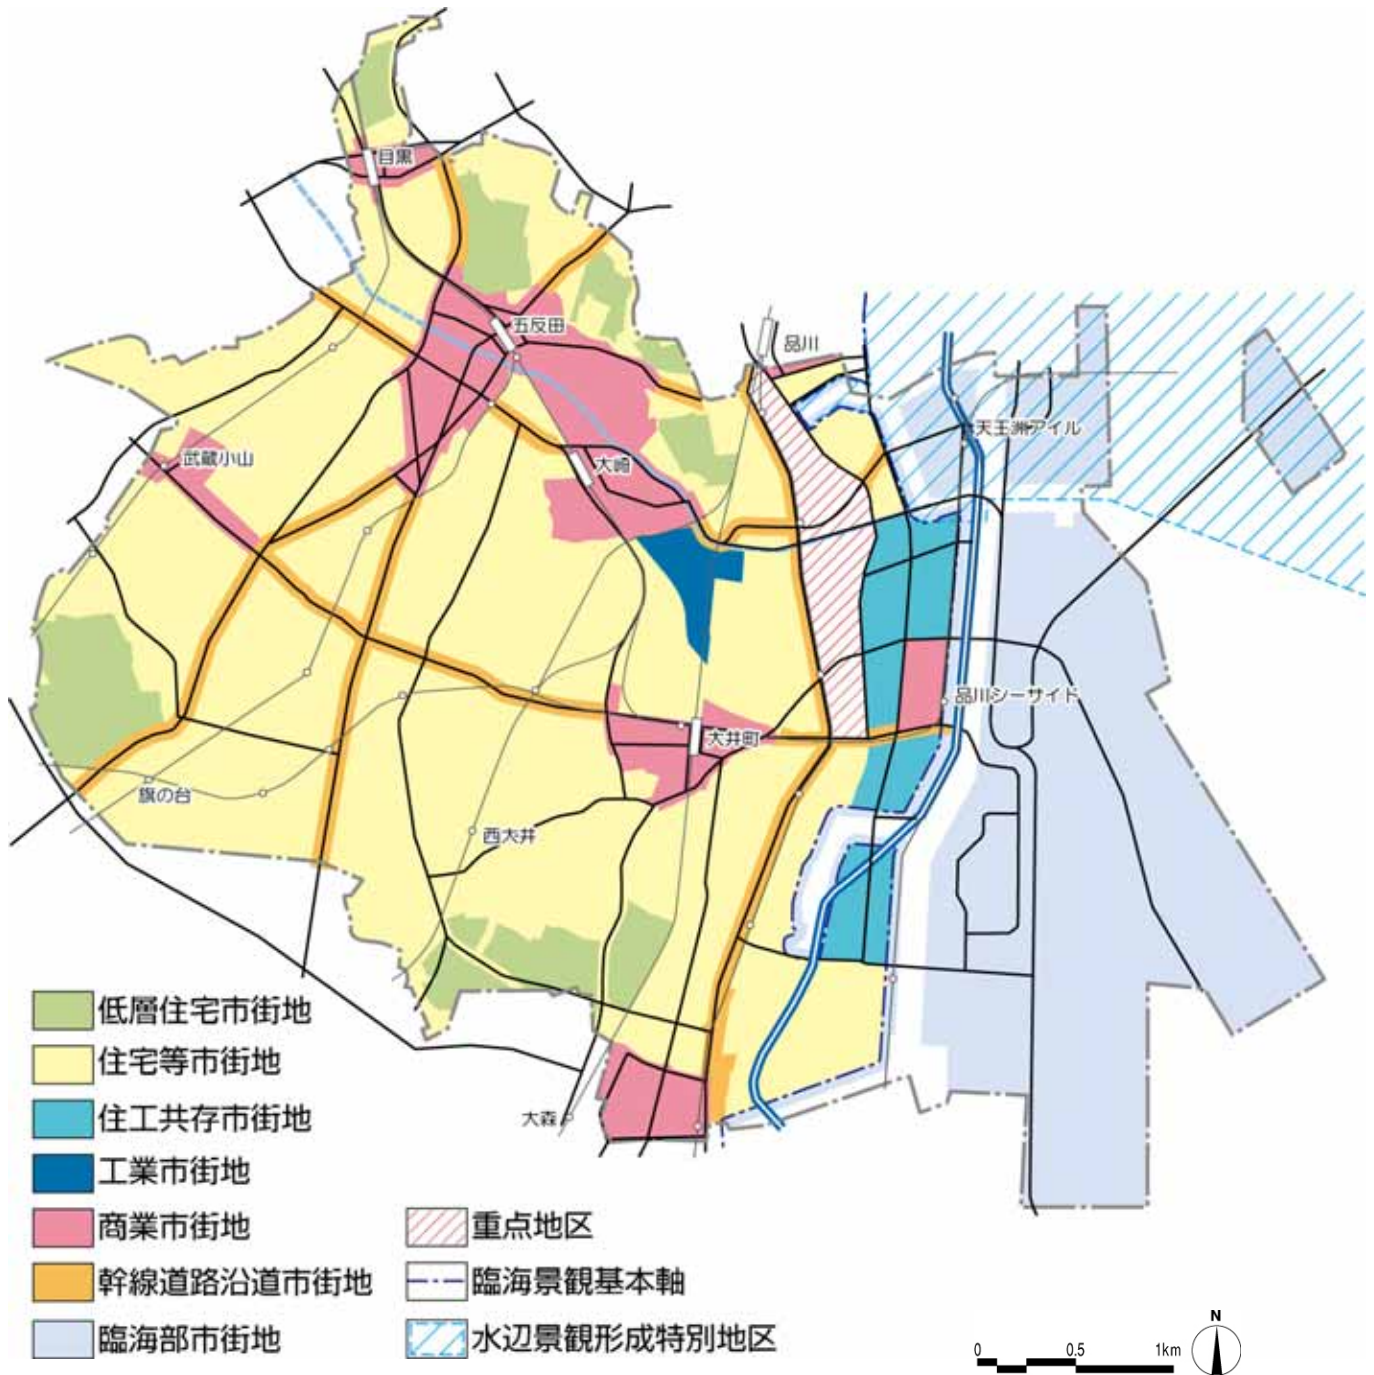 目黒
五反田
品川
天王洲アイル
武蔵小山
大崎
品川シーサイド
大井町
旗の台
西大井
大森
低層住宅市街地
住宅等市街地
住工共存市街地
工業市街地
商業市街地
幹線道路沿道市街地
臨海部市街地
重点地区
臨海景観基本軸
水辺景観形成特別地区
N
0 0.5 1km